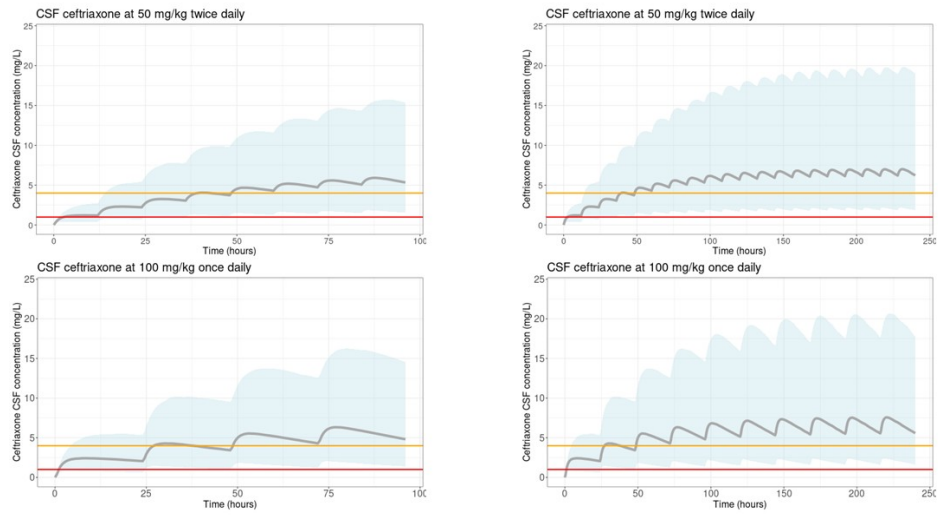 CSF ceftriaxone at 50 mg/kg twice daily
Ceftriaxone CSF concentration (mg/L)
25
20
15
10
5
0
0 25 50 75 100
Time (hours)
CSF ceftriaxone at 50 mg/kg twice daily
Ceftriaxone CSF concentration (mg/L)
25
20
15
10
5
0
0 50 100 150 200 250
Time (hours)
CSF ceftriaxone at 100 mg/kg once daily
Ceftriaxone CSF concentration (mg/L)
25
20
15
10
5
0
0 25 50 75 100
Time (hours)
CSF ceftriaxone at 100 mg/kg once daily
Ceftriaxone CSF concentration (mg/L)
25
20
15
10
5
0
0 50 100 150 200 250
Time (hours)